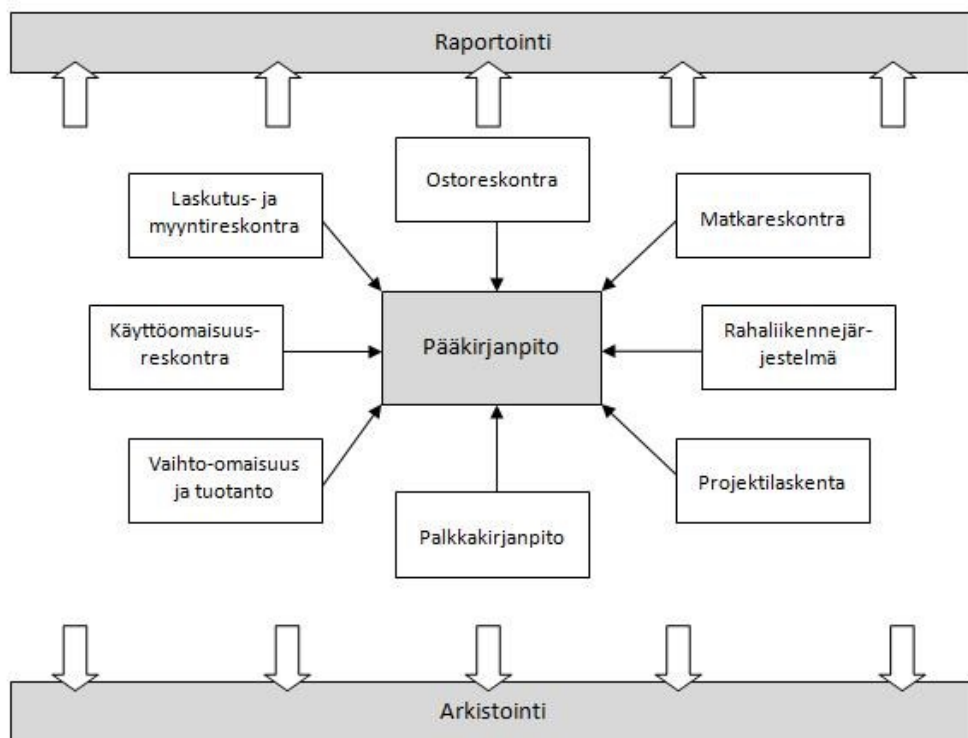 Raportointi
Ostoreskontra
Laskutus- ja
myyntireskontra
Matkareskontra
Käyttöomaisuus-
reskontra
Pääkirjanpito
Rahaliikennejär-
jestelmä
Vaihto-omaisuus
ja tuotanto
Palkkakirjanpito
Projektilaskenta
Arkistointi